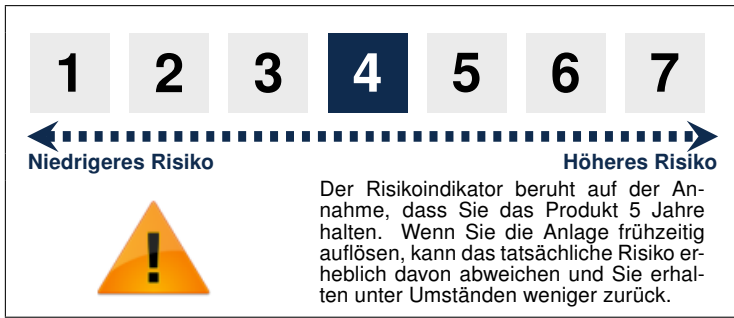 1 2 3 4 5 6 7
Niedrigeres Risiko Höheres Risiko
!
Der Risikoindikator beruht auf der An-
nahme, dass Sie das Produkt 5 Jahre
halten. Wenn Sie die Anlage frühzeitig
auflösen, kann das tatsächliche Risiko er-
heblich davon abweichen und Sie erhal-
ten unter Umständen weniger zurück.